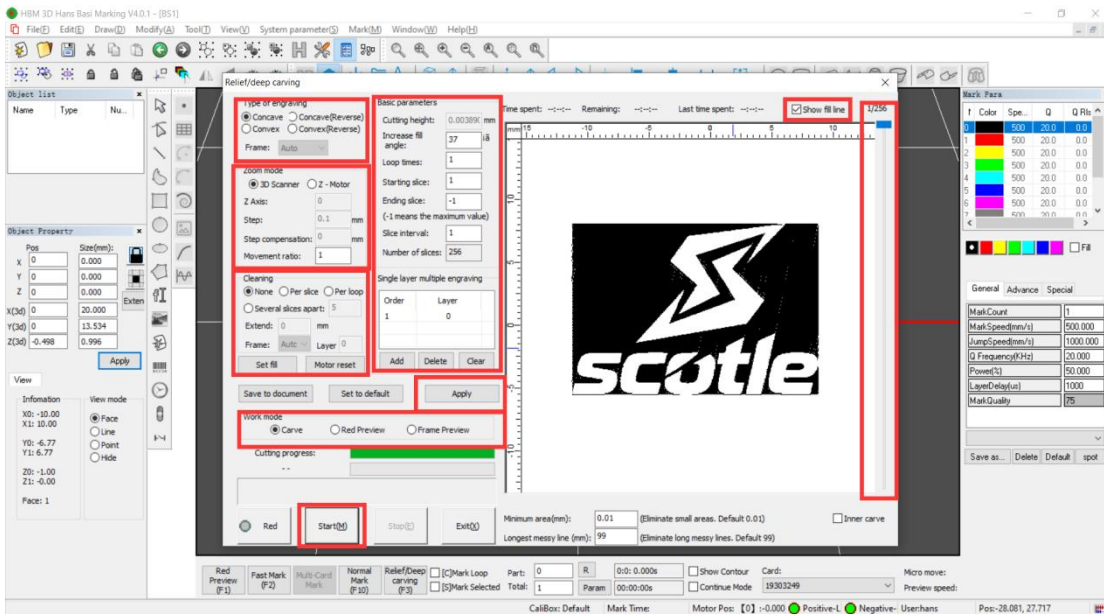 HBM 3D Hans Basi Marking V4.0.1 - [BS1]
File(F) Edit(E) Draw(D) Modify(A) Tool(T) View(V) System parameter(S) Mark(M) Window(W) Help(H)
Object list
Name Type Nu...
Object Property
Pos Size(mm):
X 0 0.000
Y 0 0.000
Z 0 0.000
Exten
X(3d) 0 20.000
Y(3d) 0 13.534
Z(3d) -0.498 0.996
Apply
View
Infomation
X0: -10.00
X1: 10.00
Y0: -6.77
Y1: 6.77
Z0: -1.00
Z1: -0.00
Face: 1
View mode
Face
Line
Point
Hide
Relief/deep carving
Type of engraving
Concave Concave(Reverse)
Convex Convex(Reverse)
Frame: Auto
Zoom mode
3D Scanner Z - Motor
Z Axis: 0
Step: 0.1 mm
Step compensation: 0 mm
Movement ratio: 1
Cleaning
None Per slice Per loop
Several slices apart: 5
Extend: 0 mm
Frame: Autc Layer 0
Set fill Motor reset
Basic parameters
Cutting height: 0.00389( mm
Increase fill angle: 37 iã
Loop times: 1
Starting slice: 1
Ending slice: -1
(-1 means the maximum value)
Slice interval: 1
Number of slices: 256
Single layer multiple engraving
Order Layer
1 0
Add Delete Clear
Save to document Set to default Apply
Work mode
Carve Red Preview Frame Preview
Cutting progress:
- -
Red Start(M) Stop(E) Exit(X)
Time spent: --:--:-- Remaining: --:--:-- Last time spent: --:--:-- Show fill line 1/256
mm 15 -10 -5 0 5 10
scotle
Minimum area(mm): 0.01 (Eliminate small areas. Default 0.01) Inner carve
Longest messy line (mm): 99 (Eliminate long messy lines. Default 99)
Mark Para
Color Spe... Q Q Rls
0 500 20.0 0.0
1 500 20.0 0.0
2 500 20.0 0.0
3 500 20.0 0.0
4 500 20.0 0.0
5 500 20.0 0.0
6 500 20.0 0.0
7 500 20.0 0.0
Fill
General Advance Special
MarkCount 1
MarkSpeed(mm/s) 500.000
JumpSpeed(mm/s) 1000.000
Q Frequency(KHz) 20.000
Power(%) 50.000
LayerDelay(us) 1000
MarkQuality 75
Save as... Delete Default spot
Red Preview (F1)
Fast Mark (F2)
Multi-Card Mark
Normal Mark (F10)
Relief/Deep carving (F3)
[C]Mark Loop Part: 0 R 0:0: 0.000s Show Contour Card:
[S]Mark Selected Total: 1 Param 00:00:00s Continue Mode 19303249
Micro move:
Preview speed:
CaliBox: Default Mark Time: Motor Pos: 【0】:-0.000 Positive-L Negative- User:hans Pos:-28.081, 27.717